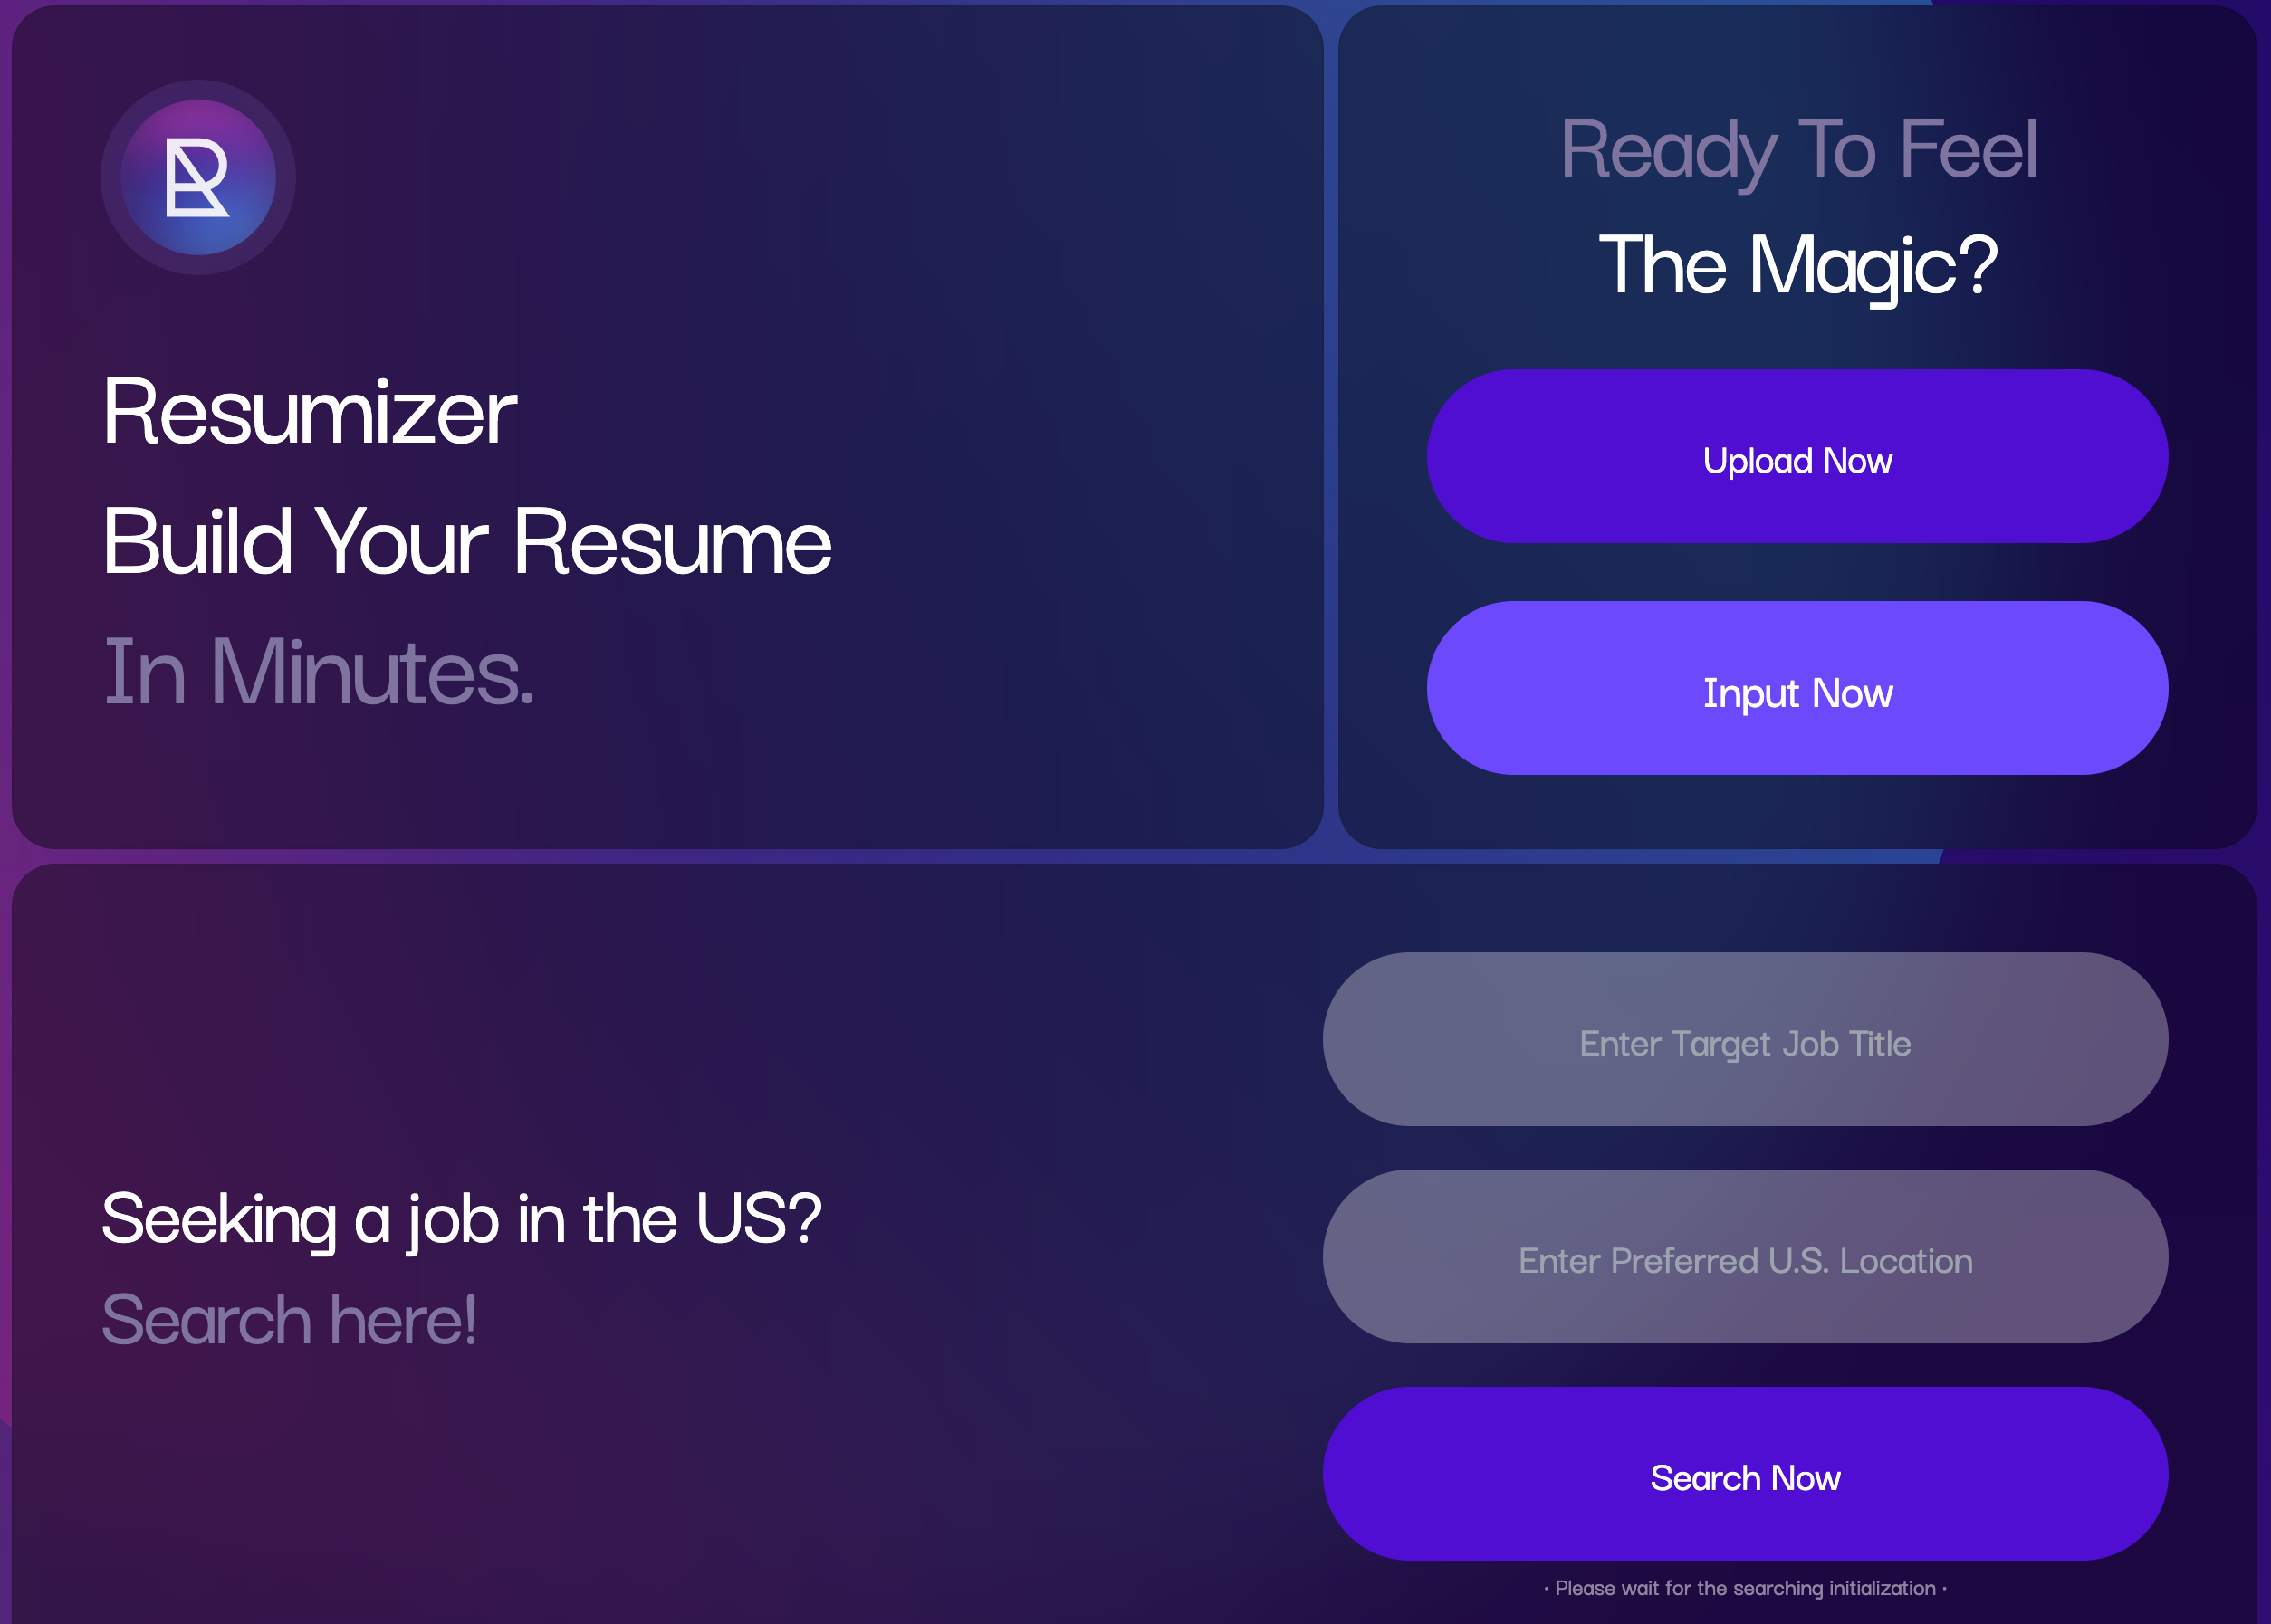 Resumizer
Build Your Resume
In Minutes.
Ready To Feel
The Magic?
Upload Now
Input Now
Seeking a job in the US?
Search here!
Enter Target Job Title
Enter Preferred U.S. Location
Search Now
· Please wait for the searching initialization ·